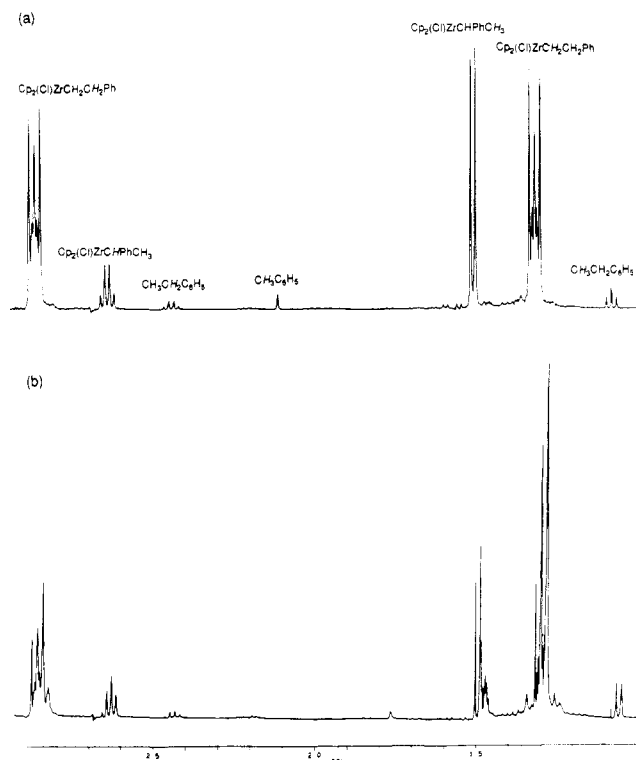 (a)
Cp₂(Cl)ZrCHPhCH₃
Cp₂(Cl)ZrCH₂CH₂Ph
Cp₂(Cl)ZrCH₂CH₂Ph
Cp₂(Cl)ZrCHPhCH₃
CH₃CH₂C₆H₅
CH₃C₆H₅
CH₃CH₂C₆H₅
(b)
2.5
2.0
1.5